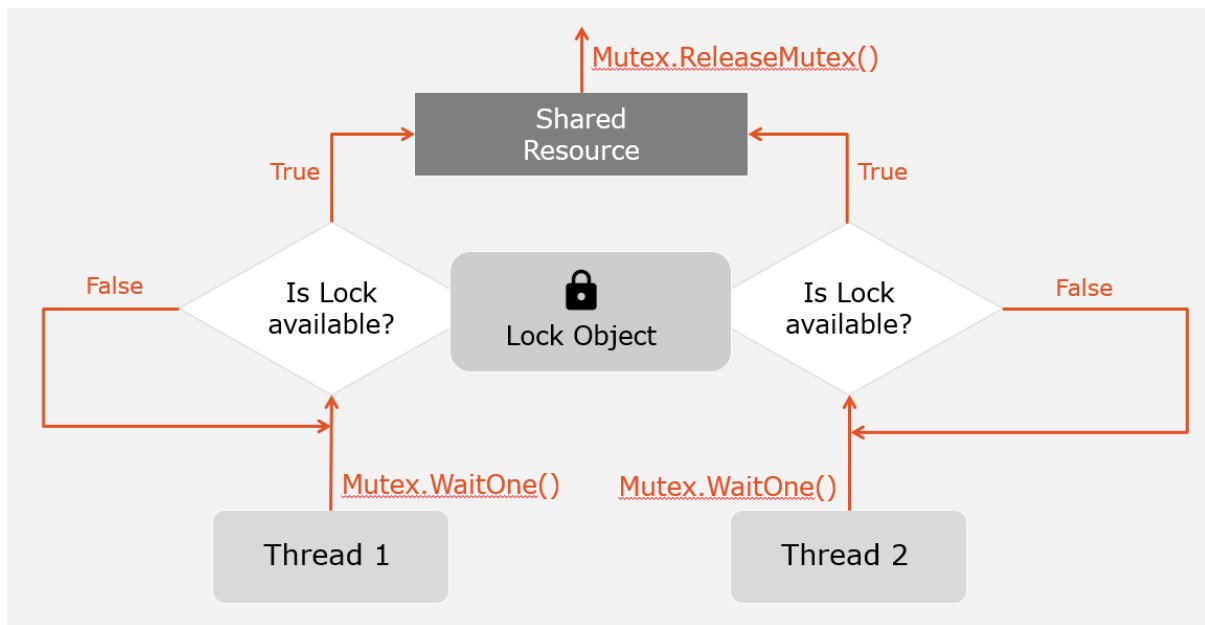 Mutex.ReleaseMutex()
Shared
Resource
True
True
False
Is Lock
available?
Lock Object
Is Lock
available?
False
Mutex.WaitOne()
Mutex.WaitOne()
Thread 1
Thread 2